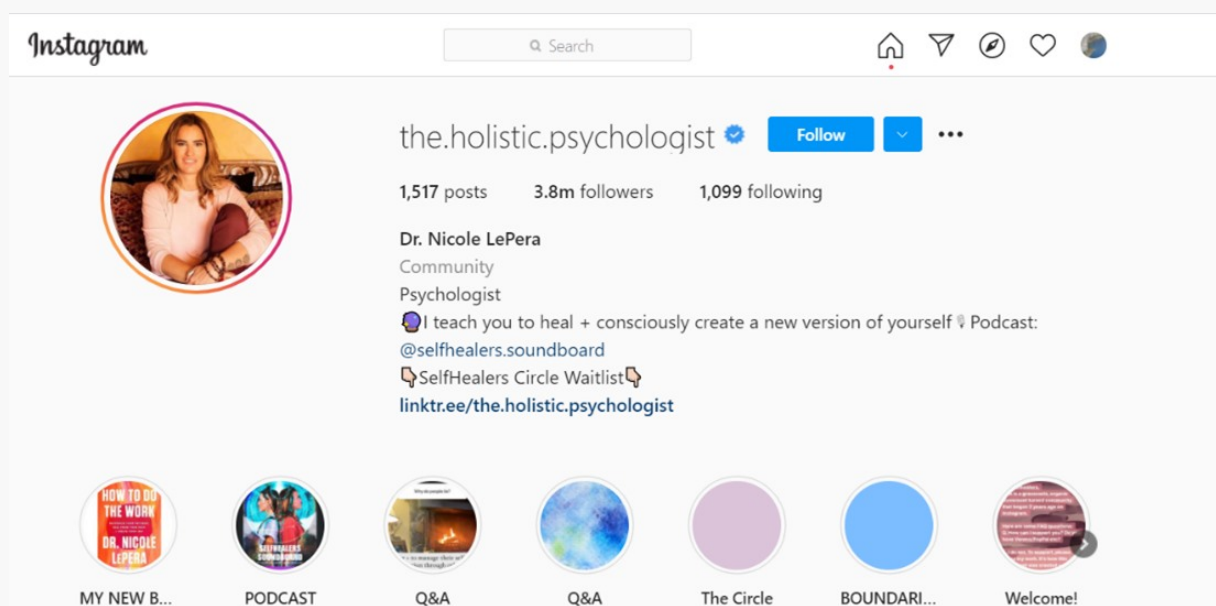 Instagram
Search
the.holistic.psychologist
Follow
1,517 posts 3.8m followers 1,099 following
Dr. Nicole LePera
Community
Psychologist
🔮I teach you to heal + consciously create a new version of yourself🎙Podcast:
@selfhealers.soundboard
👇🏻SelfHealers Circle Waitlist👇🏻
linktr.ee/the.holistic.psychologist
HOW TO DO
THE WORK
DR. NICOLE
LEPERA
SELFHEALERS
SOUNDBOARD
MY NEW B...
PODCAST
Q&A
Q&A
The Circle
BOUNDARI...
Welcome!